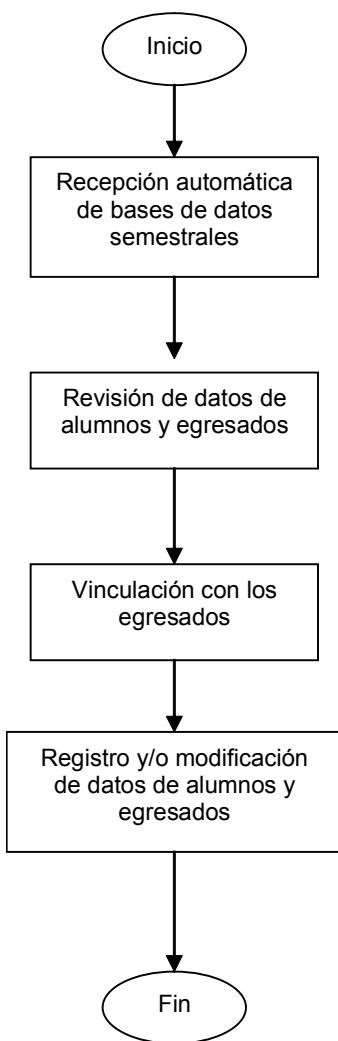 Inicio
Recepción automática
de bases de datos
semestrales
Revisión de datos de
alumnos y egresados
Vinculación con los
egresados
Registro y/o modificación
de datos de alumnos y
egresados
Fin